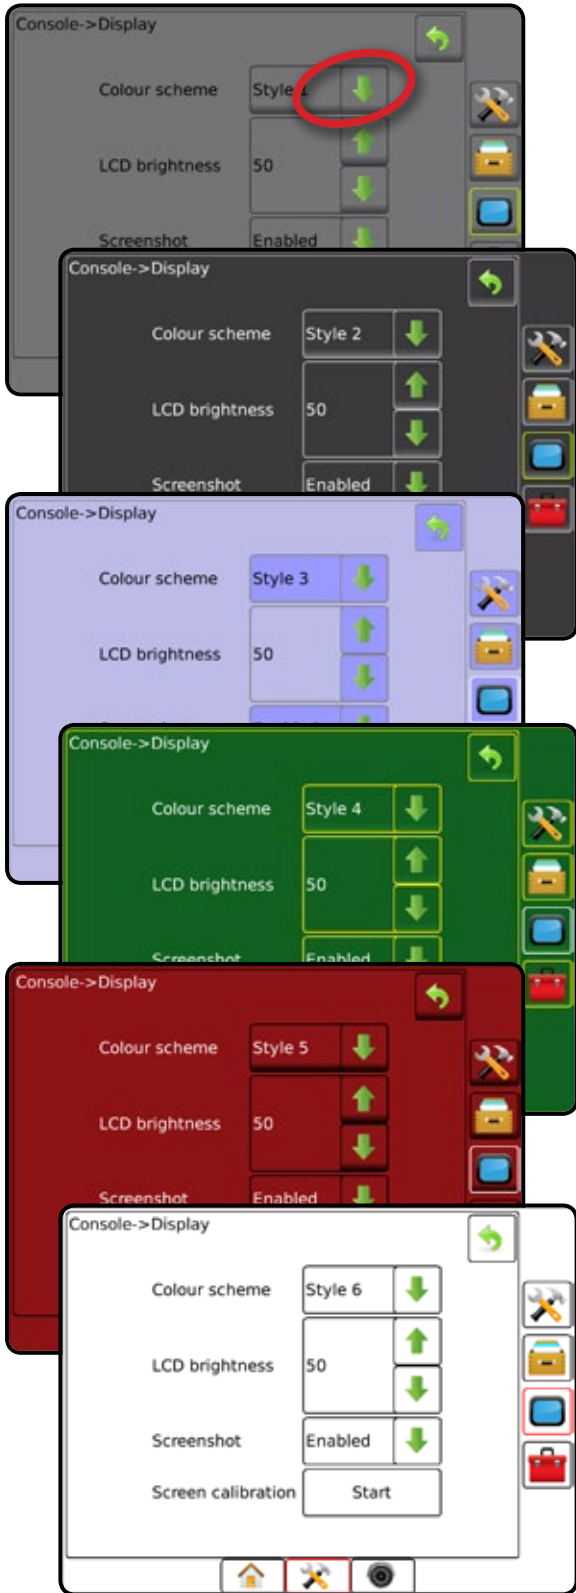 Console->Display
Colour scheme Style 1
LCD brightness 50
Screenshot Enabled
Console->Display
Colour scheme Style 2
LCD brightness 50
Screenshot Enabled
Console->Display
Colour scheme Style 3
LCD brightness 50
Console->Display
Colour scheme Style 4
LCD brightness 50
Screenshot Enabled
Console->Display
Colour scheme Style 5
LCD brightness 50
Screenshot Enabled
Console->Display
Colour scheme Style 6
LCD brightness 50
Screenshot Enabled
Screen calibration Start